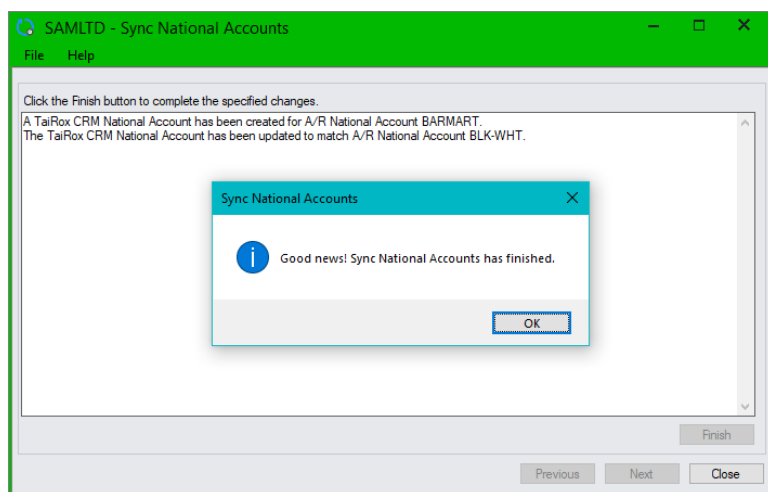 SAMLTD - Sync National Accounts
File Help
Click the Finish button to complete the specified changes.
A TaiRox CRM National Account has been created for A/R National Account BARMART.
The TaiRox CRM National Account has been updated to match A/R National Account BLK-WHT.
Sync National Accounts
Good news! Sync National Accounts has finished.
OK
Finish
Previous Next Close